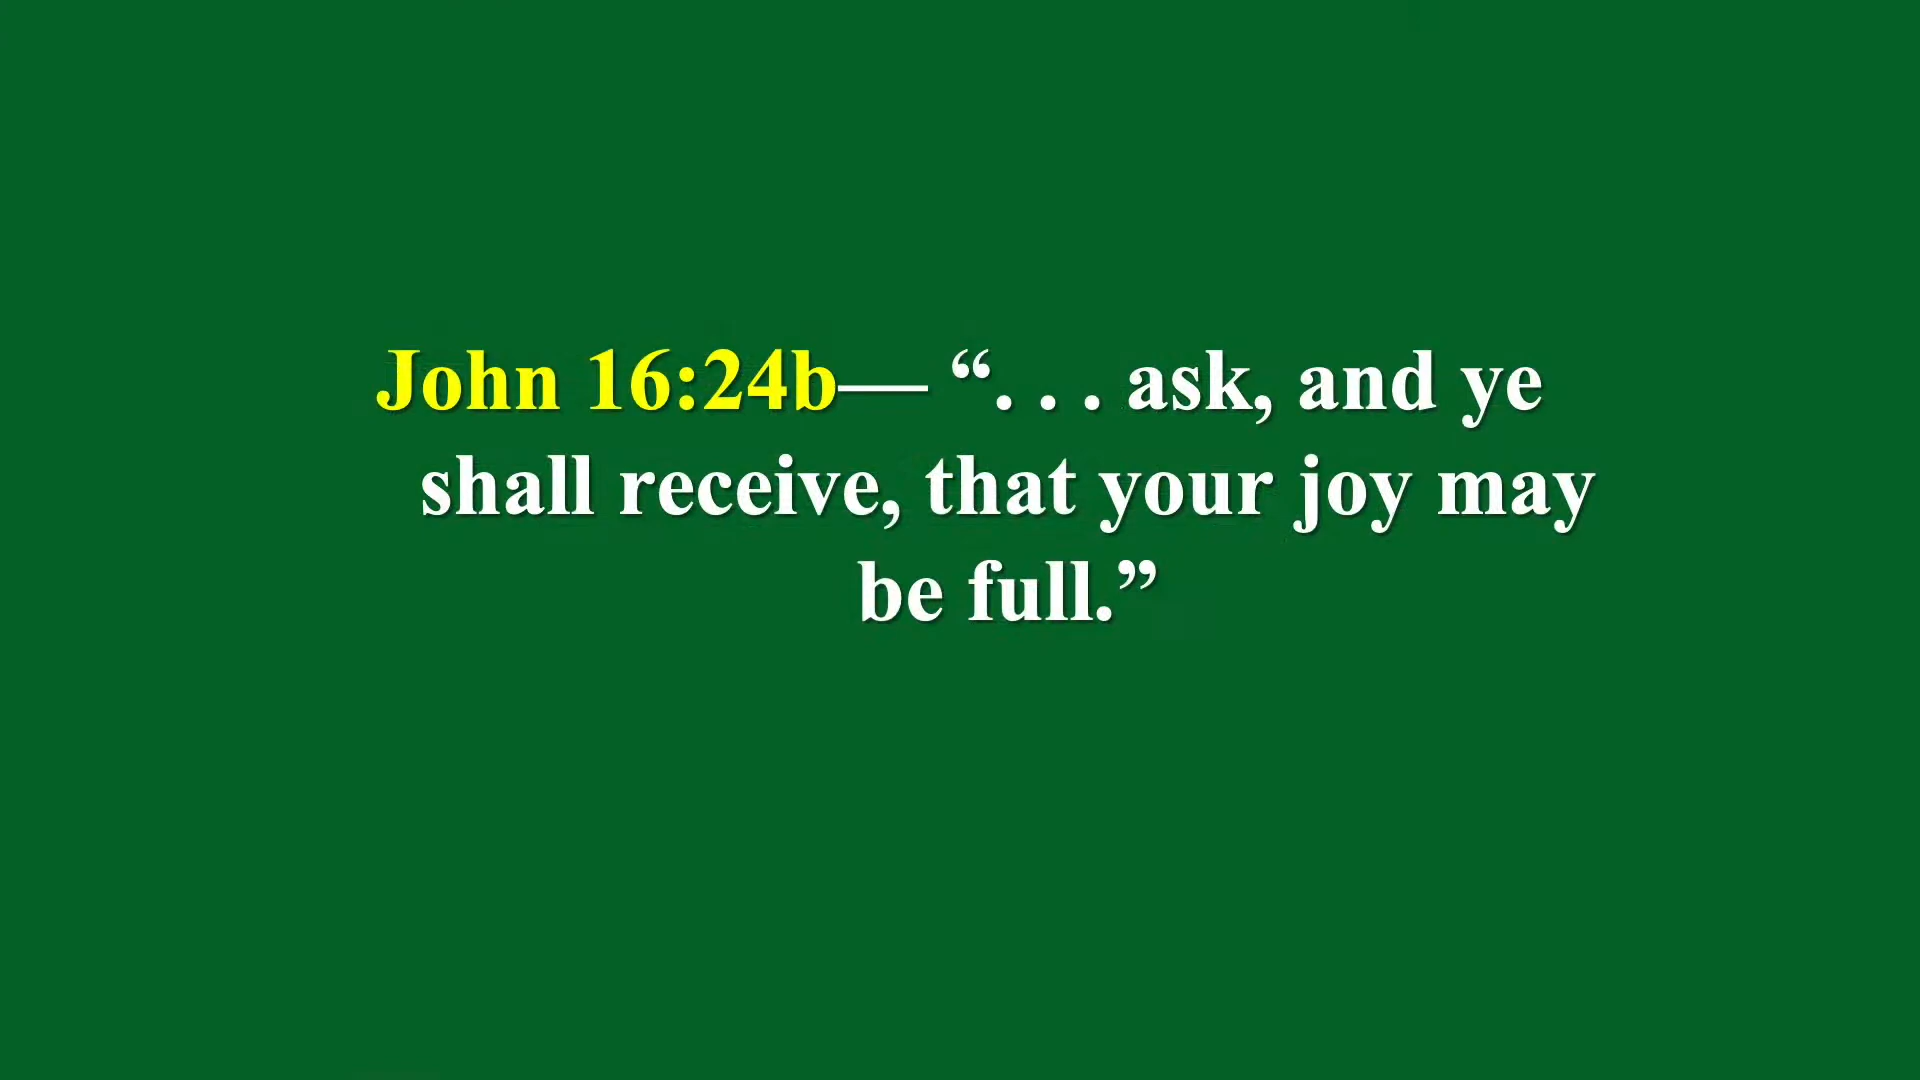 John 16:24b— “. . . ask, and ye
shall receive, that your joy may
be full.”